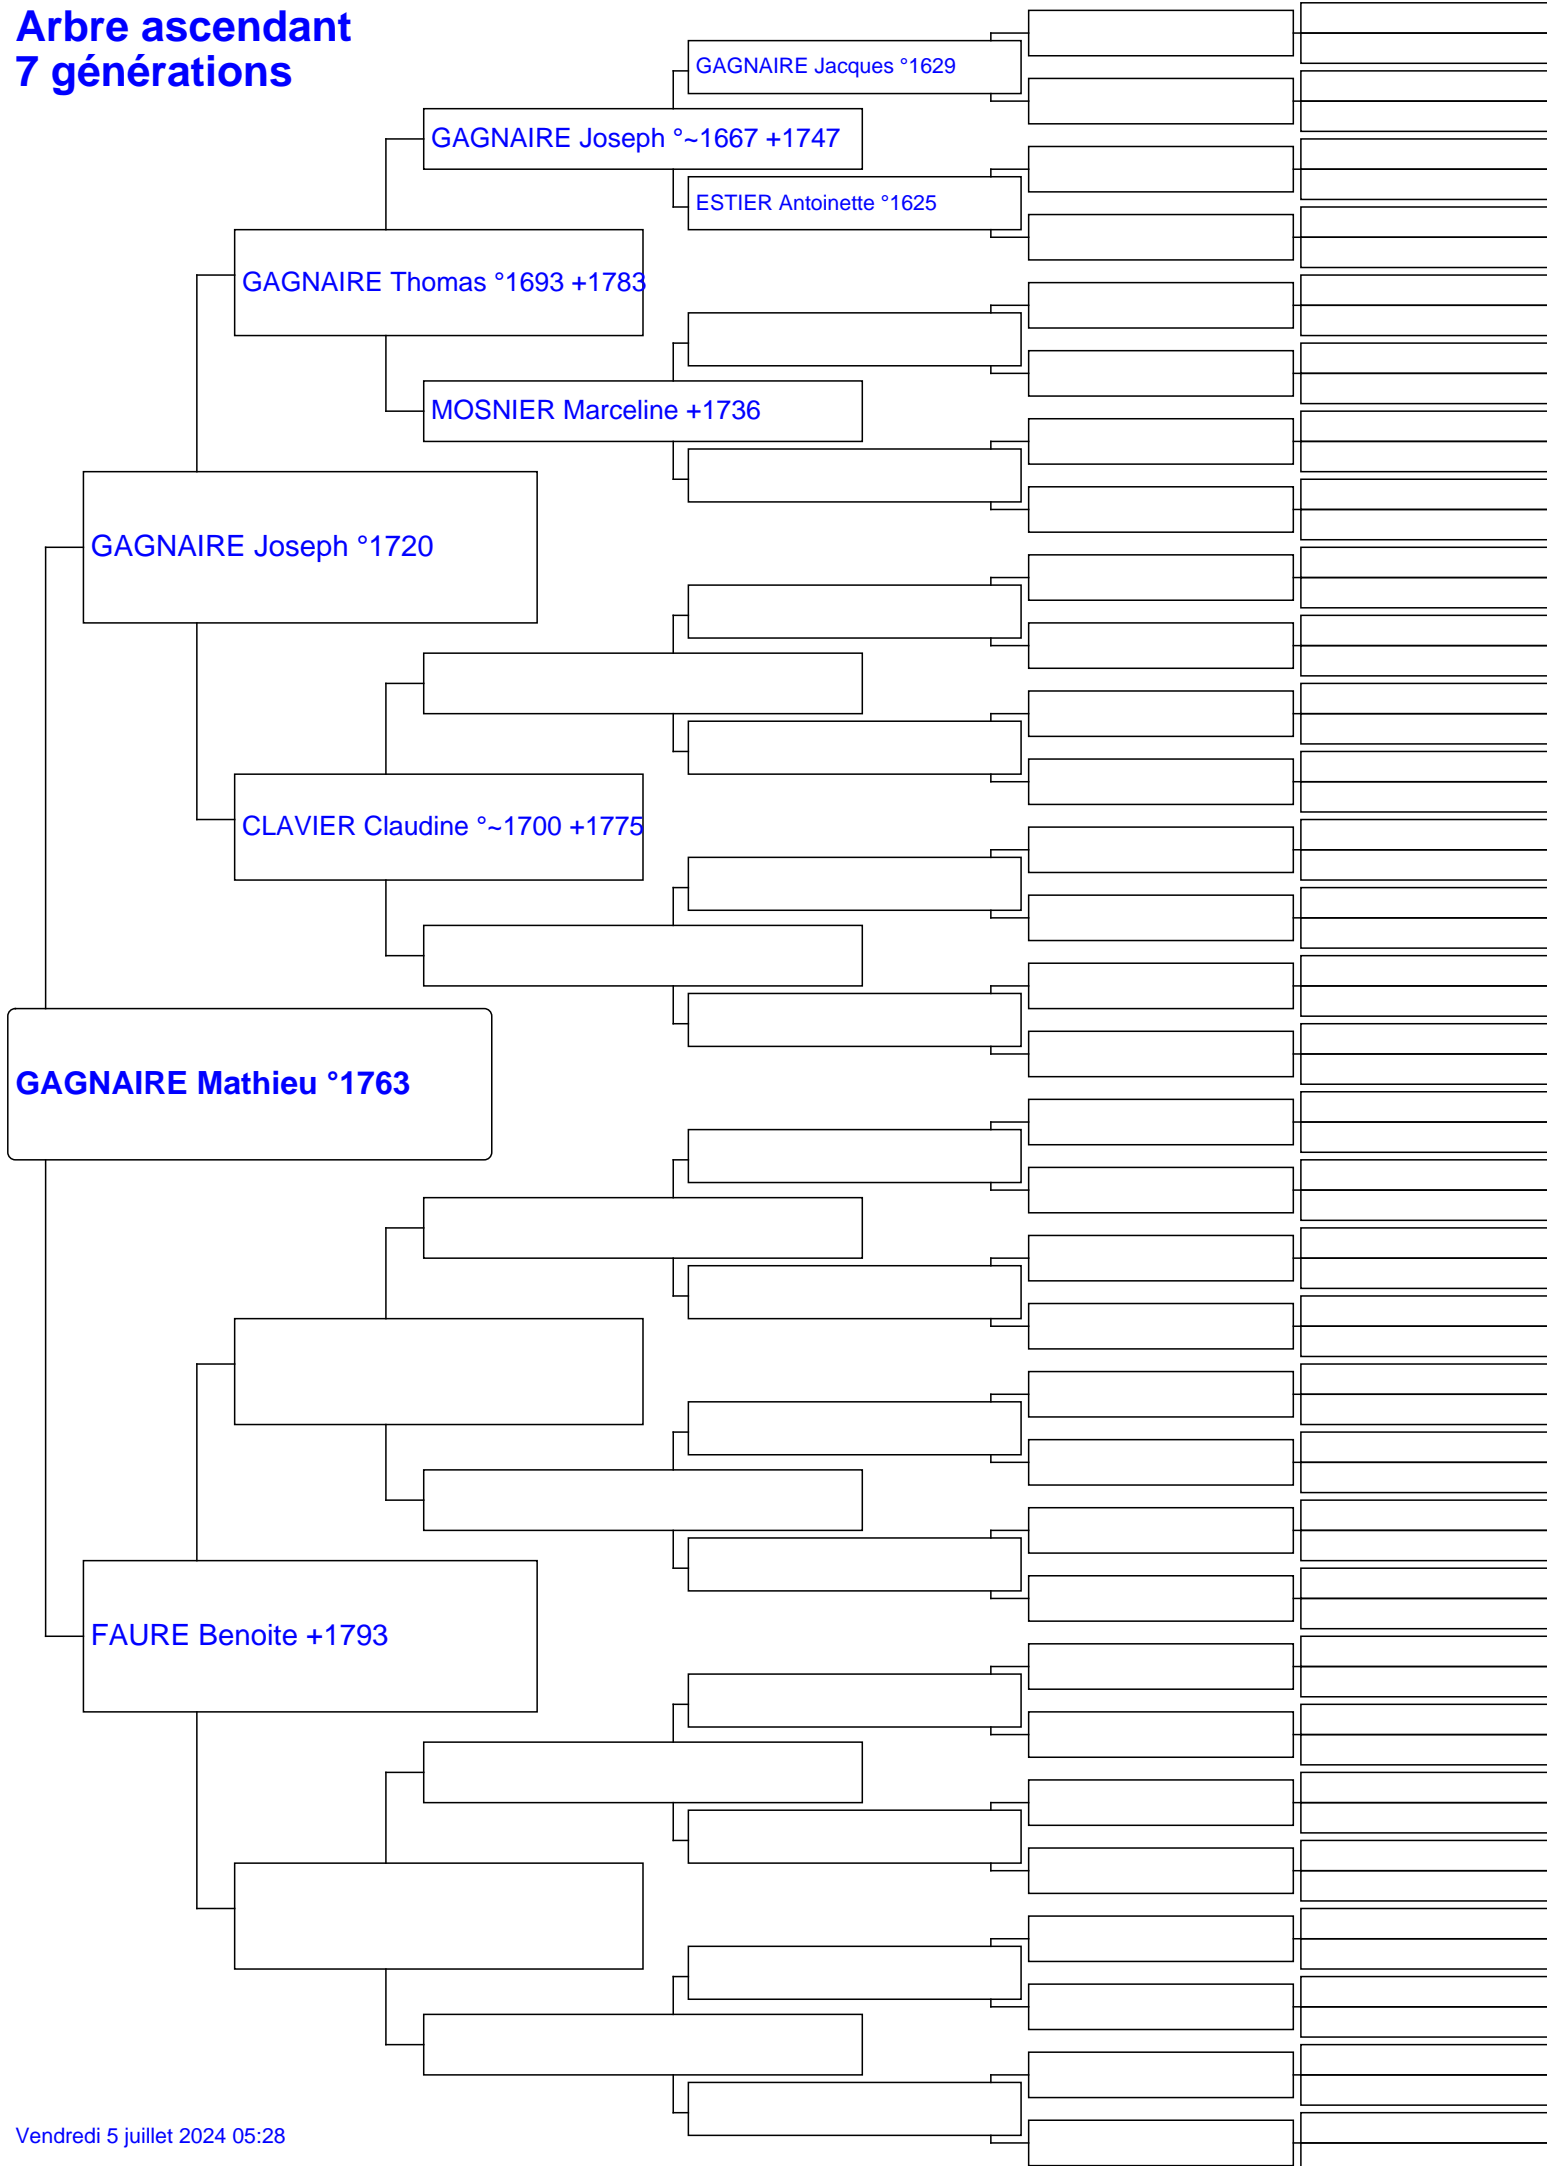 Arbre ascendant
7 générations
GAGNAIRE Jacques °1629
GAGNAIRE Joseph °~1667 +1747
ESTIER Antoinette °1625
GAGNAIRE Thomas °1693 +1783
MOSNIER Marceline +1736
GAGNAIRE Joseph °1720
CLAVIER Claudine °~1700 +1775
GAGNAIRE Mathieu °1763
FAURE Benoite +1793
Vendredi 5 juillet 2024 05:28